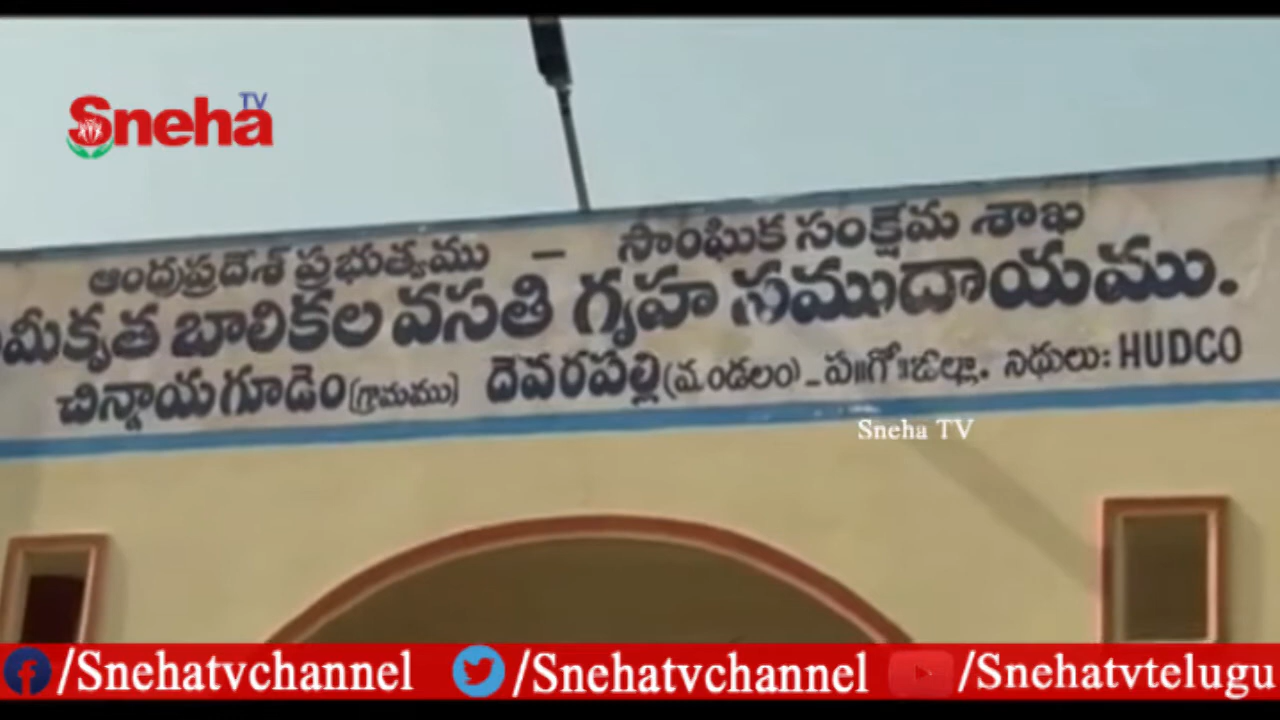 Sneha TV
ఆంధ్రప్రదేశ్ ప్రభుత్వము - సాంఘిక సంక్షేమ శాఖ
మీకృత బాలికల వసతి గృహ సముదాయము.
చిన్నాయగూడెం (గ్రామము) దేవరపల్లి (మండలం) - ప॥గో॥జిల్లా. నిధులు: HUDCO
Sneha TV
/Snehatvchannel /Snehatvchannel /Snehatvtelugu